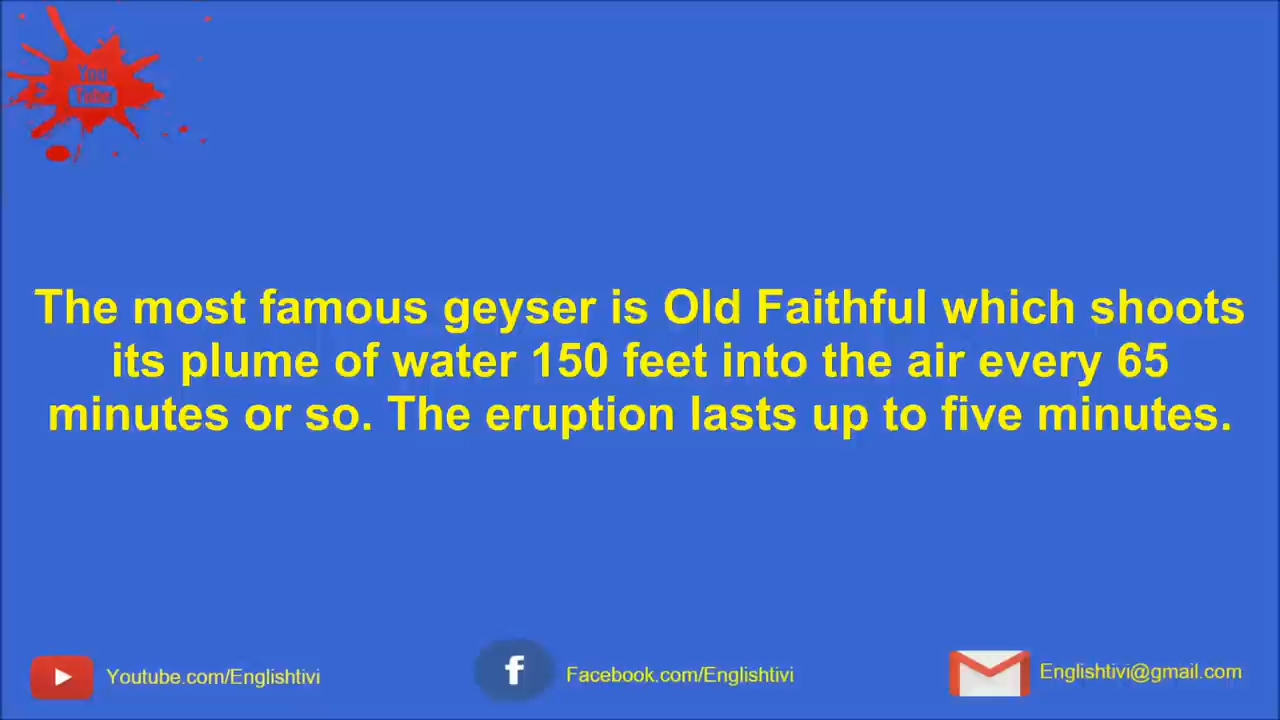 You
Tube
The most famous geyser is Old Faithful which shoots
its plume of water 150 feet into the air every 65
minutes or so. The eruption lasts up to five minutes.
Youtube.com/Englishtivi
f
Facebook.com/Englishtivi
Englishtivi@gmail.com